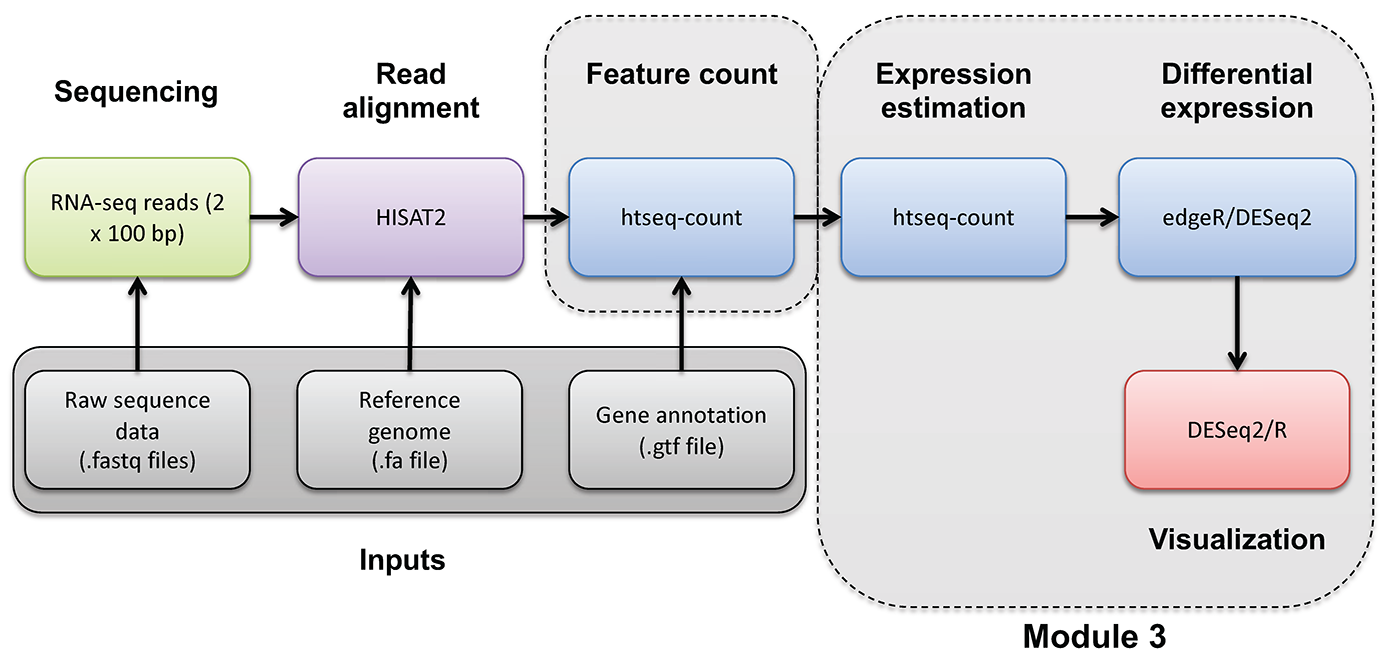 Sequencing
Read
alignment
Feature count
Expression
estimation
Differential
expression
RNA-seq reads (2
x 100 bp)
HISAT2
htseq-count
htseq-count
edgeR/DESeq2
Raw sequence
data
(.fastq files)
Reference
genome
(.fa file)
Gene annotation
(.gtf file)
DESeq2/R
Inputs
Visualization
Module 3